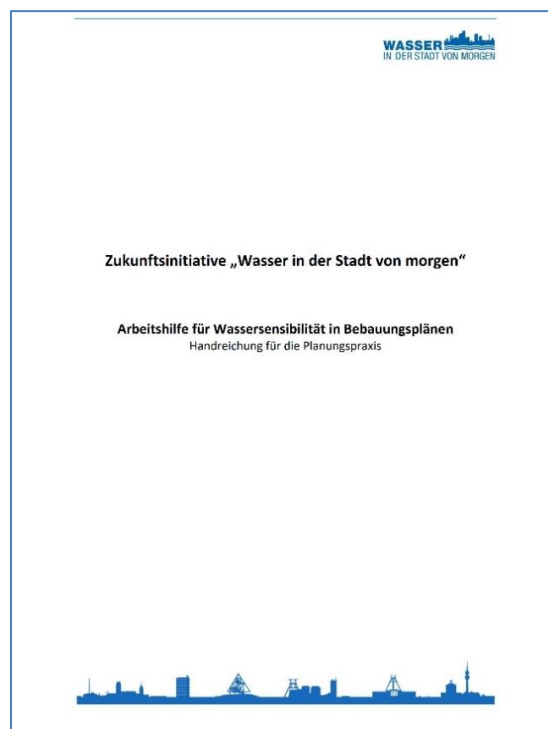 WASSER
IN DER STADT VON MORGEN
Zukunftsinitiative „Wasser in der Stadt von morgen“
Arbeitshilfe für Wassersensibilität in Bebauungsplänen
Handreichung für die Planungspraxis